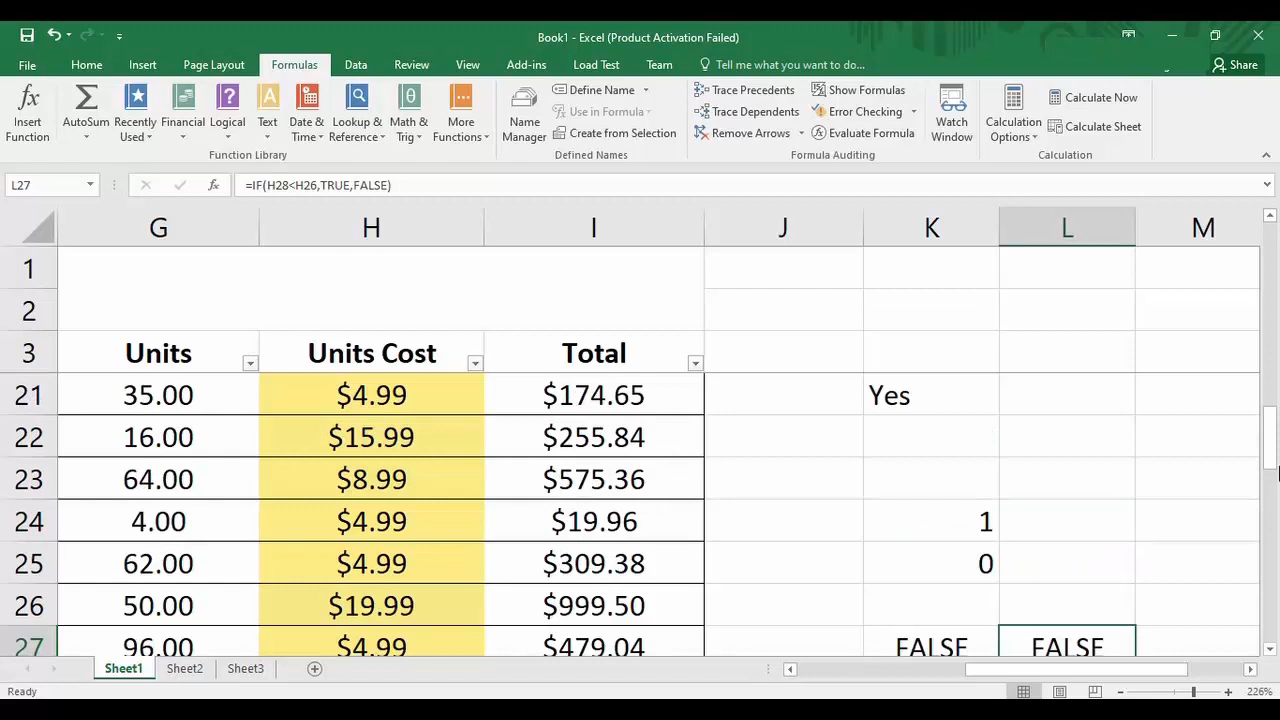 Book1 - Excel (Product Activation Failed)
File Home Insert Page Layout Formulas Data Review View Add-ins Load Test Team Tell me what you want to do... Share
Insert Function
AutoSum
Recently Used
Financial
Logical
Text
Date & Time
Lookup & Reference
Math & Trig
More Functions
Function Library
Name Manager
Define Name
Use in Formula
Create from Selection
Defined Names
Trace Precedents
Trace Dependents
Remove Arrows
Show Formulas
Error Checking
Evaluate Formula
Formula Auditing
Watch Window
Calculation Options
Calculate Now
Calculate Sheet
Calculation
L27 fx =IF(H28<H26,TRUE,FALSE)
G H I J K L M
1
2
3 Units Units Cost Total
21 35.00 $4.99 $174.65 Yes
22 16.00 $15.99 $255.84
23 64.00 $8.99 $575.36
24 4.00 $4.99 $19.96 1
25 62.00 $4.99 $309.38 0
26 50.00 $19.99 $999.50
27 96.00 $4.99 $479.04 FALSE FALSE
Sheet1 Sheet2 Sheet3
Ready 226%